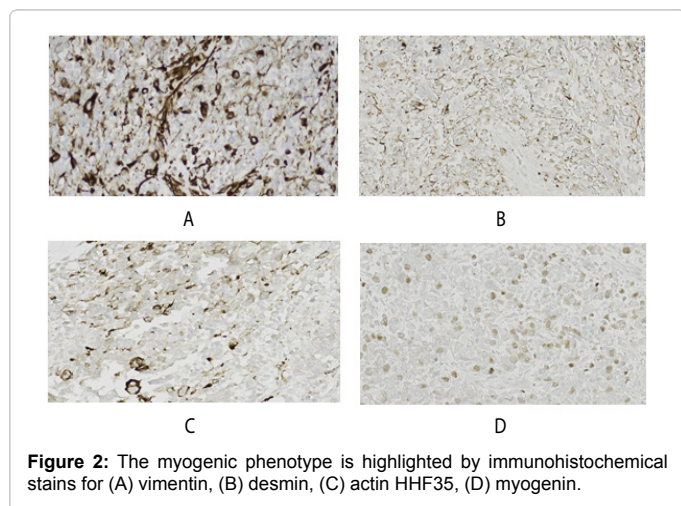 A
B
C
D
Figure 2: The myogenic phenotype is highlighted by immunohistochemical
stains for (A) vimentin, (B) desmin, (C) actin HHF35, (D) myogenin.